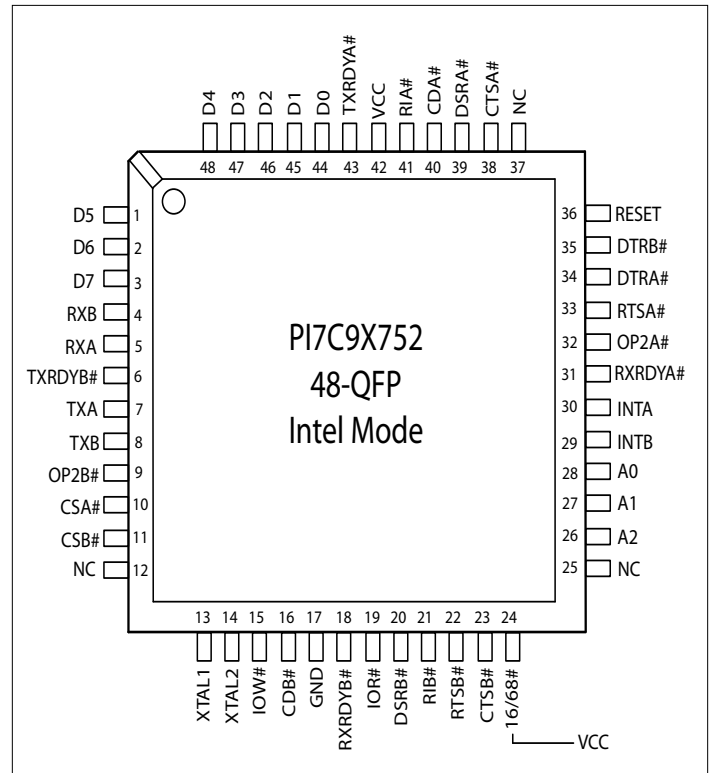 D4 D3 D2 D1 D0 TXRDYA# VCC RIA# CDA# DSRA# CTSA# NC
48 47 46 45 44 43 42 41 40 39 38 37
D5 1
D6 2
D7 3
RXB 4
RXA 5
TXRDYB# 6
TXA 7
TXB 8
OP2B# 9
CSA# 10
CSB# 11
NC 12
PI7C9X752
48-QFP
Intel Mode
36 RESET
35 DTRB#
34 DTRA#
33 RTSA#
32 OP2A#
31 RXRDYA#
30 INTA
29 INTB
28 A0
27 A1
26 A2
25 NC
13 14 15 16 17 18 19 20 21 22 23 24
XTAL1 XTAL2 IOW# CDB# GND RXRDYB# IOR# DSRB# RIB# RTSB# CTSB# 16/68#
VCC